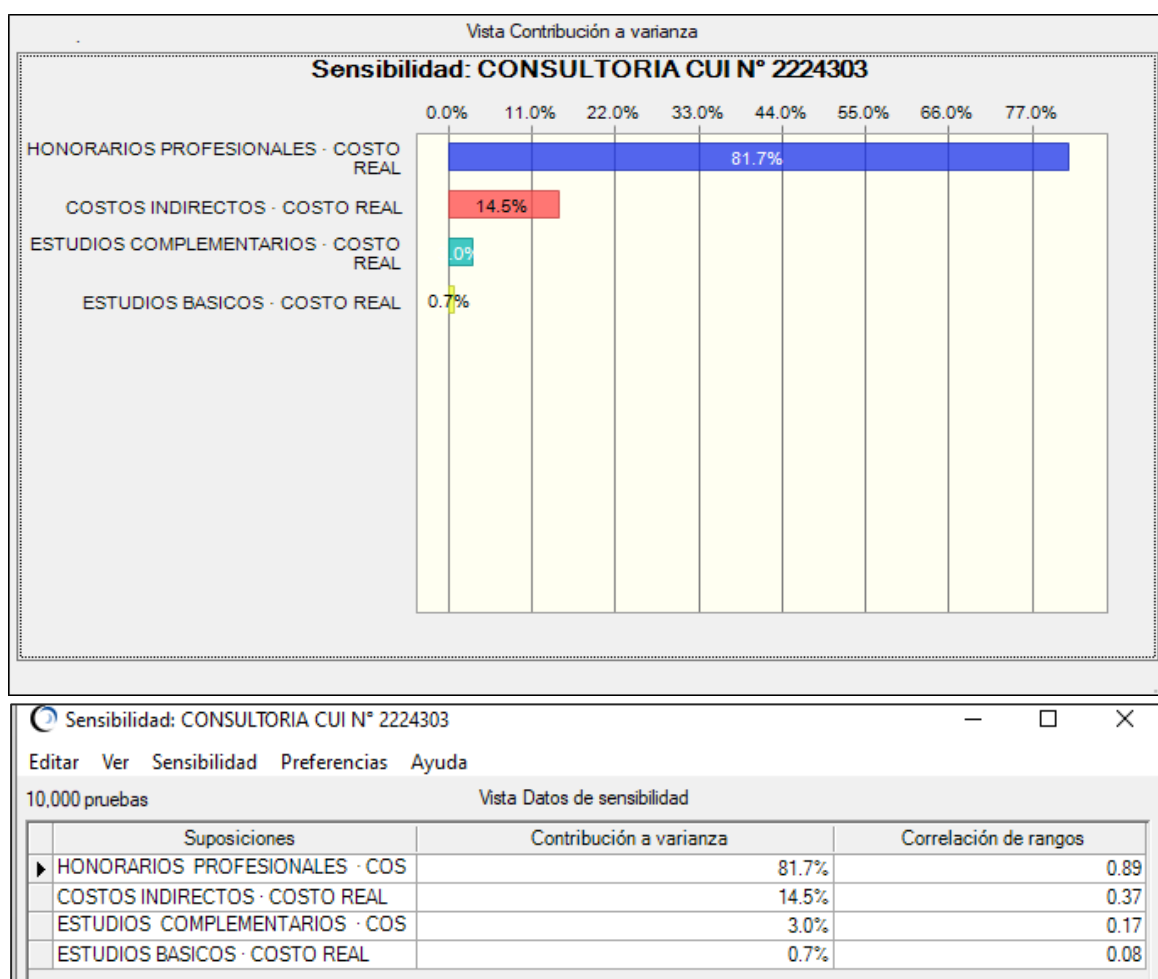 Vista Contribución a varianza
Sensibilidad: CONSULTORIA CUI N° 2224303
0.0% 11.0% 22.0% 33.0% 44.0% 55.0% 66.0% 77.0%
HONORARIOS PROFESIONALES - COSTO
REAL
81.7%
COSTOS INDIRECTOS - COSTO REAL
14.5%
ESTUDIOS COMPLEMENTARIOS - COSTO
REAL
.0%
ESTUDIOS BASICOS - COSTO REAL
0.7%
Sensibilidad: CONSULTORIA CUI N° 2224303
Editar Ver Sensibilidad Preferencias Ayuda
10,000 pruebas Vista Datos de sensibilidad
Suposiciones Contribución a varianza Correlación de rangos
HONORARIOS PROFESIONALES - COS 81.7% 0.89
COSTOS INDIRECTOS - COSTO REAL 14.5% 0.37
ESTUDIOS COMPLEMENTARIOS - COS 3.0% 0.17
ESTUDIOS BASICOS - COSTO REAL 0.7% 0.08